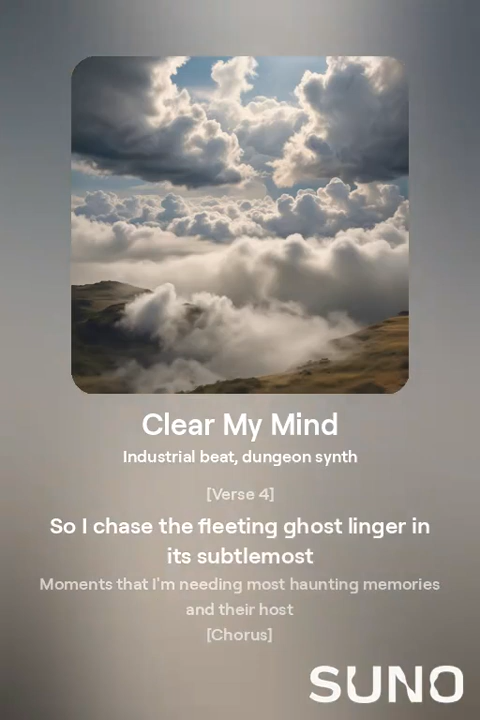 Clear My Mind
Industrial beat, dungeon synth
[Verse 4]
So I chase the fleeting ghost linger in
its subtlemost
Moments that I'm needing most haunting memories
and their host
[Chorus]
SUNO